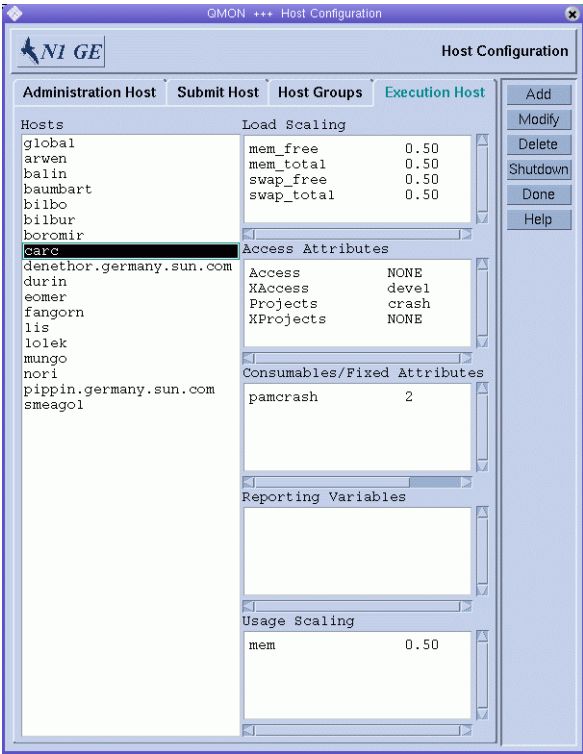 QMON +++ Host Configuration
N1 GE
Host Configuration
Administration Host Submit Host Host Groups Execution Host
Add
Modify
Delete
Shutdown
Done
Help
Hosts
global
arwen
balin
baumbart
bilbo
bilbur
boromir
carc
denethor.germany.sun.com
durin
eomer
fangorn
lis
lolek
mungo
nori
pippin.germany.sun.com
smeagol
Load Scaling
mem_free 0.50
mem_total 0.50
swap_free 0.50
swap_total 0.50
Access Attributes
Access NONE
XAccess devel
Projects crash
XProjects NONE
Consumables/Fixed Attributes
pamcrash 2
Reporting Variables
Usage Scaling
mem 0.50